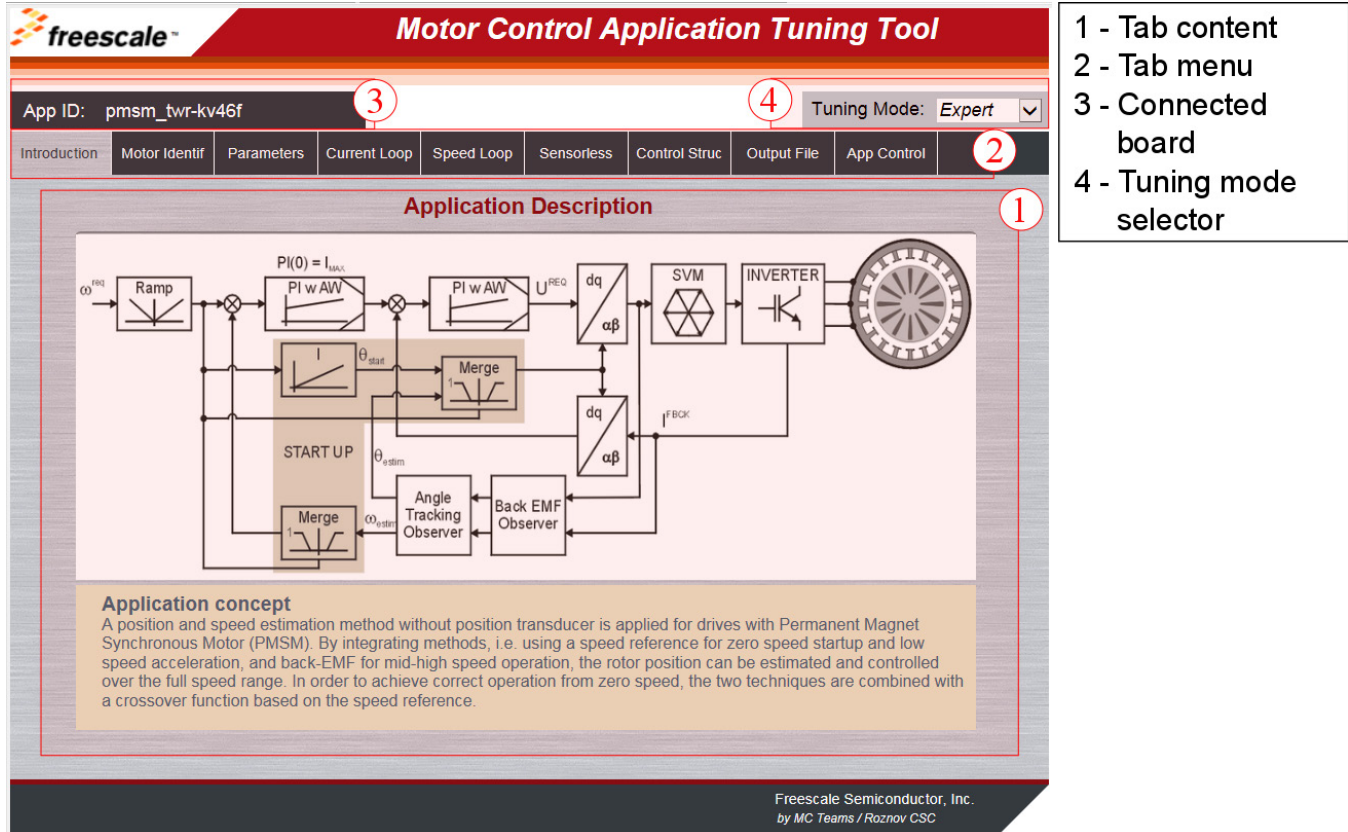 freescale™
Motor Control Application Tuning Tool
1 - Tab content
2 - Tab menu
3 - Connected
board
4 - Tuning mode
selector
App ID: pmsm_twr-kv46f
3
4
Tuning Mode: Expert
Introduction Motor Identif Parameters Current Loop Speed Loop Sensorless Control Struc Output File App Control
2
1
Application Description
PI(0) = I_MAX
ω^req
Ramp
PI w AW
PI w AW
U^REQ
dq
αβ
SVM
INVERTER
I
θ_start
Merge
1
dq
αβ
I^FBCK
START UP
θ_estim
Merge
1
ω_estim
Angle
Tracking
Observer
Back EMF
Observer
Application concept
A position and speed estimation method without position transducer is applied for drives with Permanent Magnet
Synchronous Motor (PMSM). By integrating methods, i.e. using a speed reference for zero speed startup and low
speed acceleration, and back-EMF for mid-high speed operation, the rotor position can be estimated and controlled
over the full speed range. In order to achieve correct operation from zero speed, the two techniques are combined with
a crossover function based on the speed reference.
Freescale Semiconductor, Inc.
by MC Teams / Roznov CSC